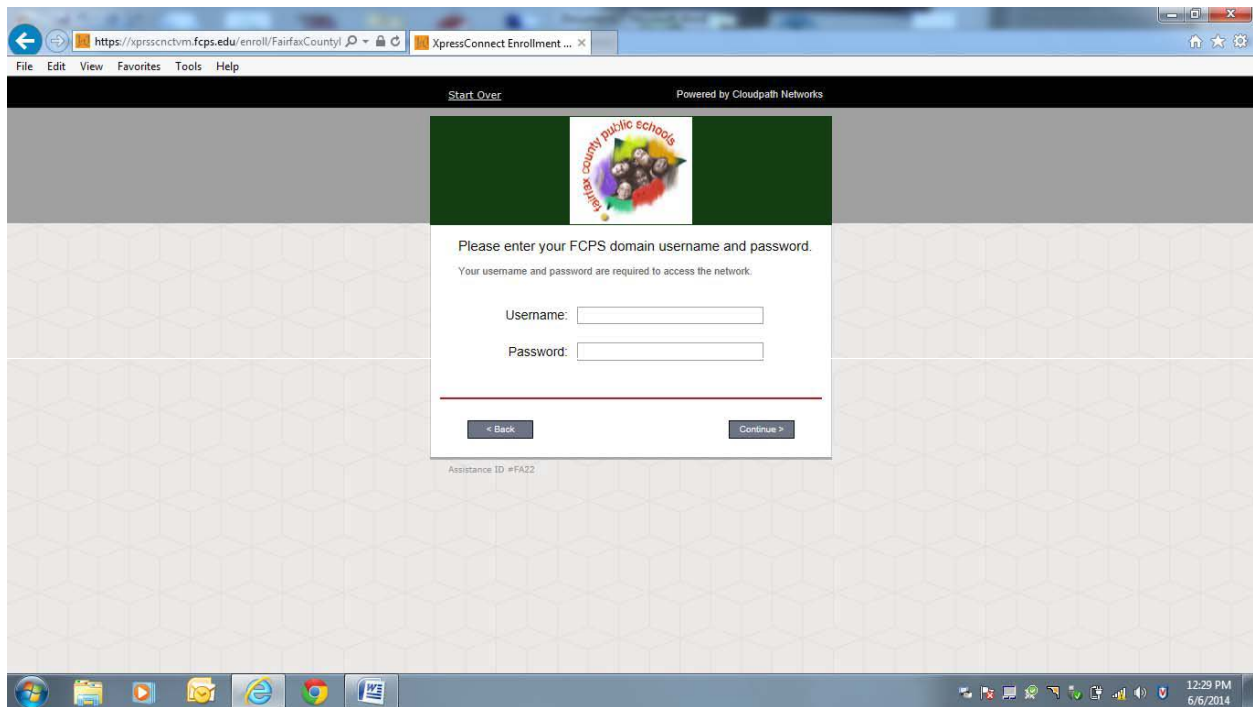 https://xprsscnctvm.fcps.edu/enroll/FairfaxCountyl
XpressConnect Enrollment ...
File Edit View Favorites Tools Help
Start Over
Powered by Cloudpath Networks
fairfax county public schools
Please enter your FCPS domain username and password.
Your username and password are required to access the network.
Username:
Password:
< Back
Continue >
Assistance ID #FA22
12:29 PM
6/6/2014